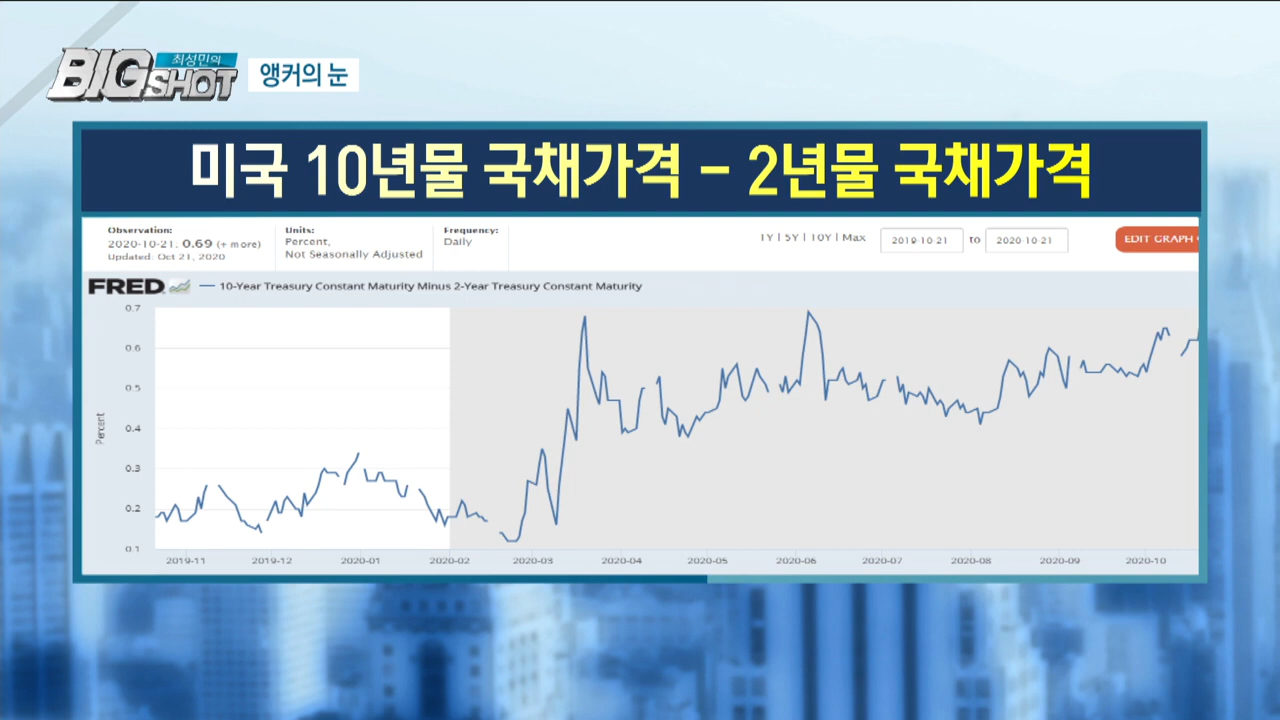 최성민의
BIG SHOT
앵커의 눈
미국 10년물 국채가격 - 2년물 국채가격
Observation:
2020-10-21: 0.69 (+ more)
Updated: Oct 21, 2020
Units:
Percent,
Not Seasonally Adjusted
Frequency:
Daily
1Y | 5Y | 10Y | Max
2019-10-21 to 2020-10-21
EDIT GRAPH
FRED
10-Year Treasury Constant Maturity Minus 2-Year Treasury Constant Maturity
0.7
0.6
0.5
0.4
0.3
0.2
0.1
Percent
2019-11 2019-12 2020-01 2020-02 2020-03 2020-04 2020-05 2020-06 2020-07 2020-08 2020-09 2020-10